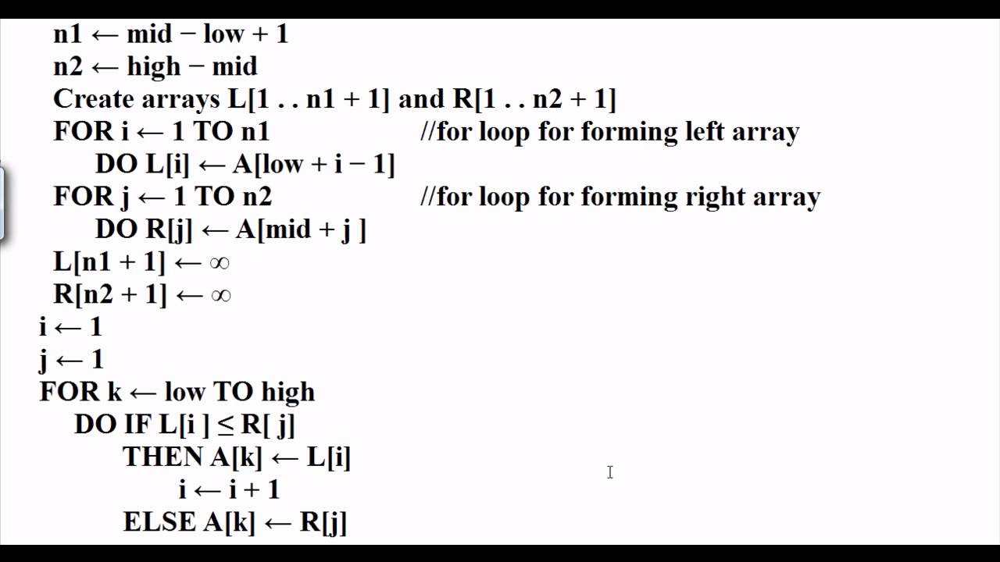 n1 ← mid − low + 1
n2 ← high − mid
Create arrays L[1 . . n1 + 1] and R[1 . . n2 + 1]
FOR i ← 1 TO n1 //for loop for forming left array
DO L[i] ← A[low + i − 1]
FOR j ← 1 TO n2 //for loop for forming right array
DO R[j] ← A[mid + j ]
L[n1 + 1] ← ∞
R[n2 + 1] ← ∞
i ← 1
j ← 1
FOR k ← low TO high
DO IF L[i ] ≤ R[ j]
THEN A[k] ← L[i]
i ← i + 1
ELSE A[k] ← R[j]